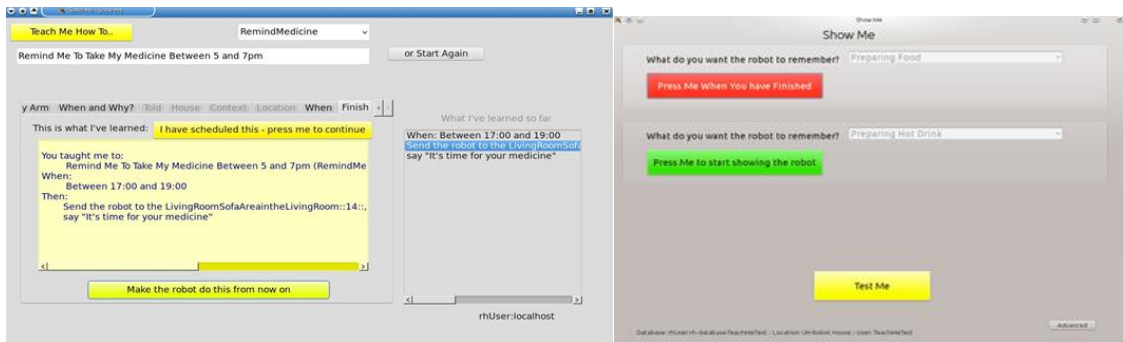 Teach Me How To..
RemindMedicine
Remind Me To Take My Medicine Between 5 and 7pm
or Start Again
y Arm When and Why? Told House Context Location When Finish
This is what I've learned:
I have scheduled this - press me to continue
You taught me to:
Remind Me To Take My Medicine Between 5 and 7pm (RemindMe
When:
Between 17:00 and 19:00
Then:
Send the robot to the LivingRoomSofaAreaintheLivingRoom::14::,
say "It's time for your medicine"
Make the robot do this from now on
What I've learned so far
When: Between 17:00 and 19:00
Send the robot to the LivingRoomSofa
say "It's time for your medicine"
rhUser:localhost
Show Me
Show Me
What do you want the robot to remember?
Preparing Food
Press Me When You have Finished
What do you want the robot to remember?
Preparing Hot Drink
Press Me to start showing the robot
Test Me
Advanced